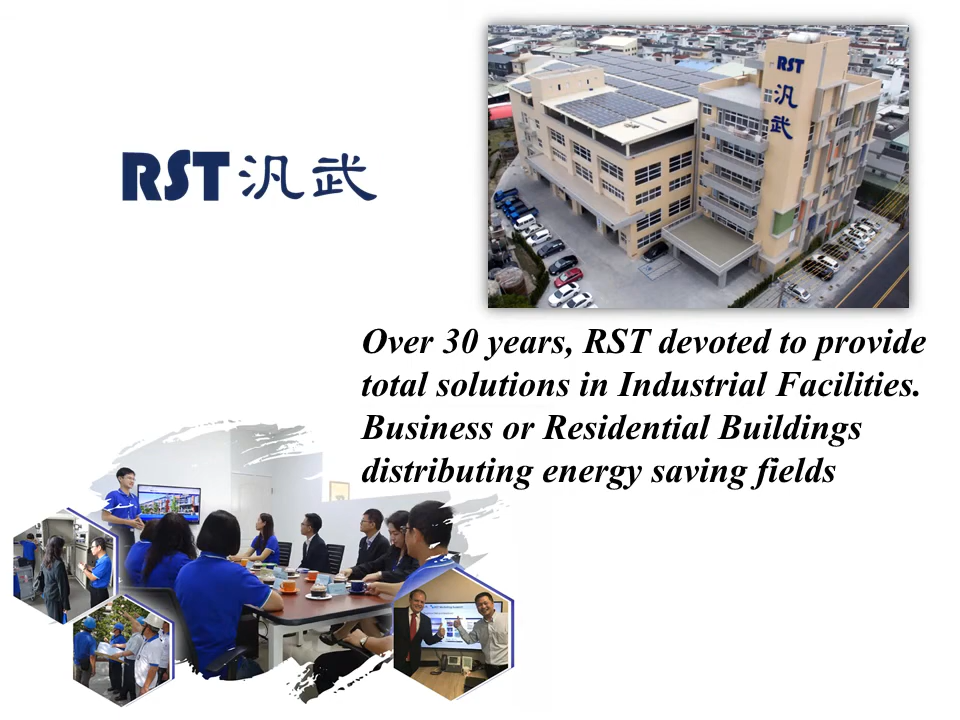 RST
汎
武
RST汎武
Over 30 years, RST devoted to provide
total solutions in Industrial Facilities.
Business or Residential Buildings
distributing energy saving fields